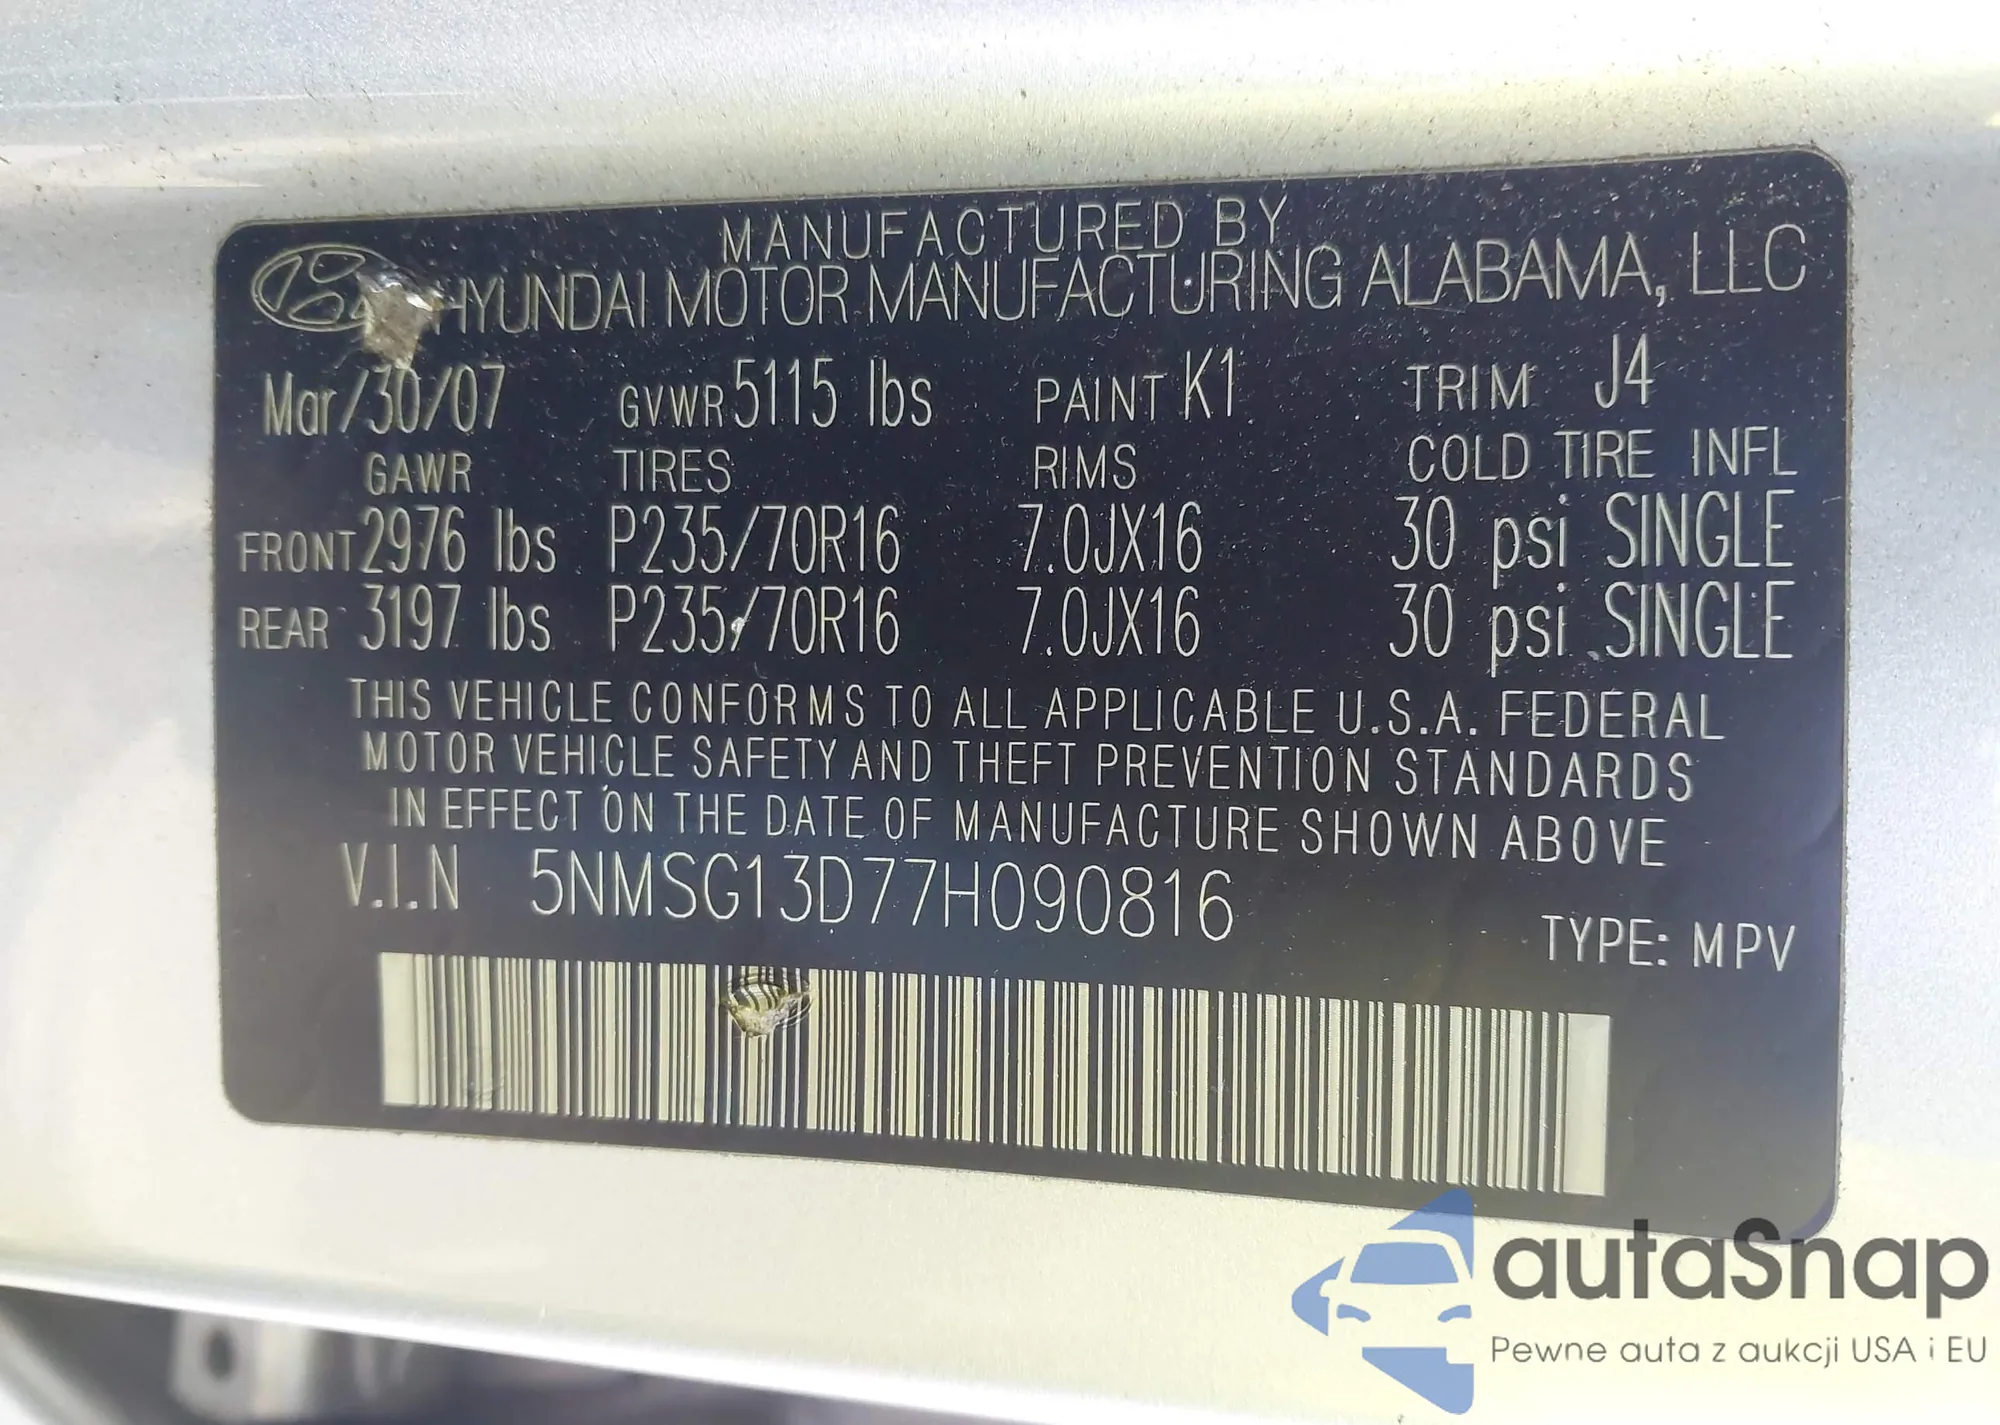 MANUFACTURED BY
HYUNDAI MOTOR MANUFACTURING ALABAMA, LLC
Mar/30/07 GVWR 5115 lbs PAINT K1 TRIM J4
GAWR TIRES RIMS COLD TIRE INFL
FRONT 2976 lbs P235/70R16 7.0JX16 30 psi SINGLE
REAR 3197 lbs P235/70R16 7.0JX16 30 psi SINGLE
THIS VEHICLE CONFORMS TO ALL APPLICABLE U.S.A. FEDERAL
MOTOR VEHICLE SAFETY AND THEFT PREVENTION STANDARDS
IN EFFECT ON THE DATE OF MANUFACTURE SHOWN ABOVE
V.I.N 5NMSG13D77H090816
TYPE: MPV
autaSnap
Pewne auta z aukcji USA i EU